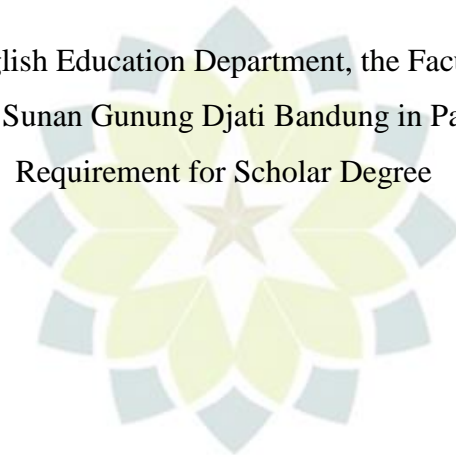 glish Education Department, the Facu
Sunan Gunung Djati Bandung in Pa
Requirement for Scholar Degree